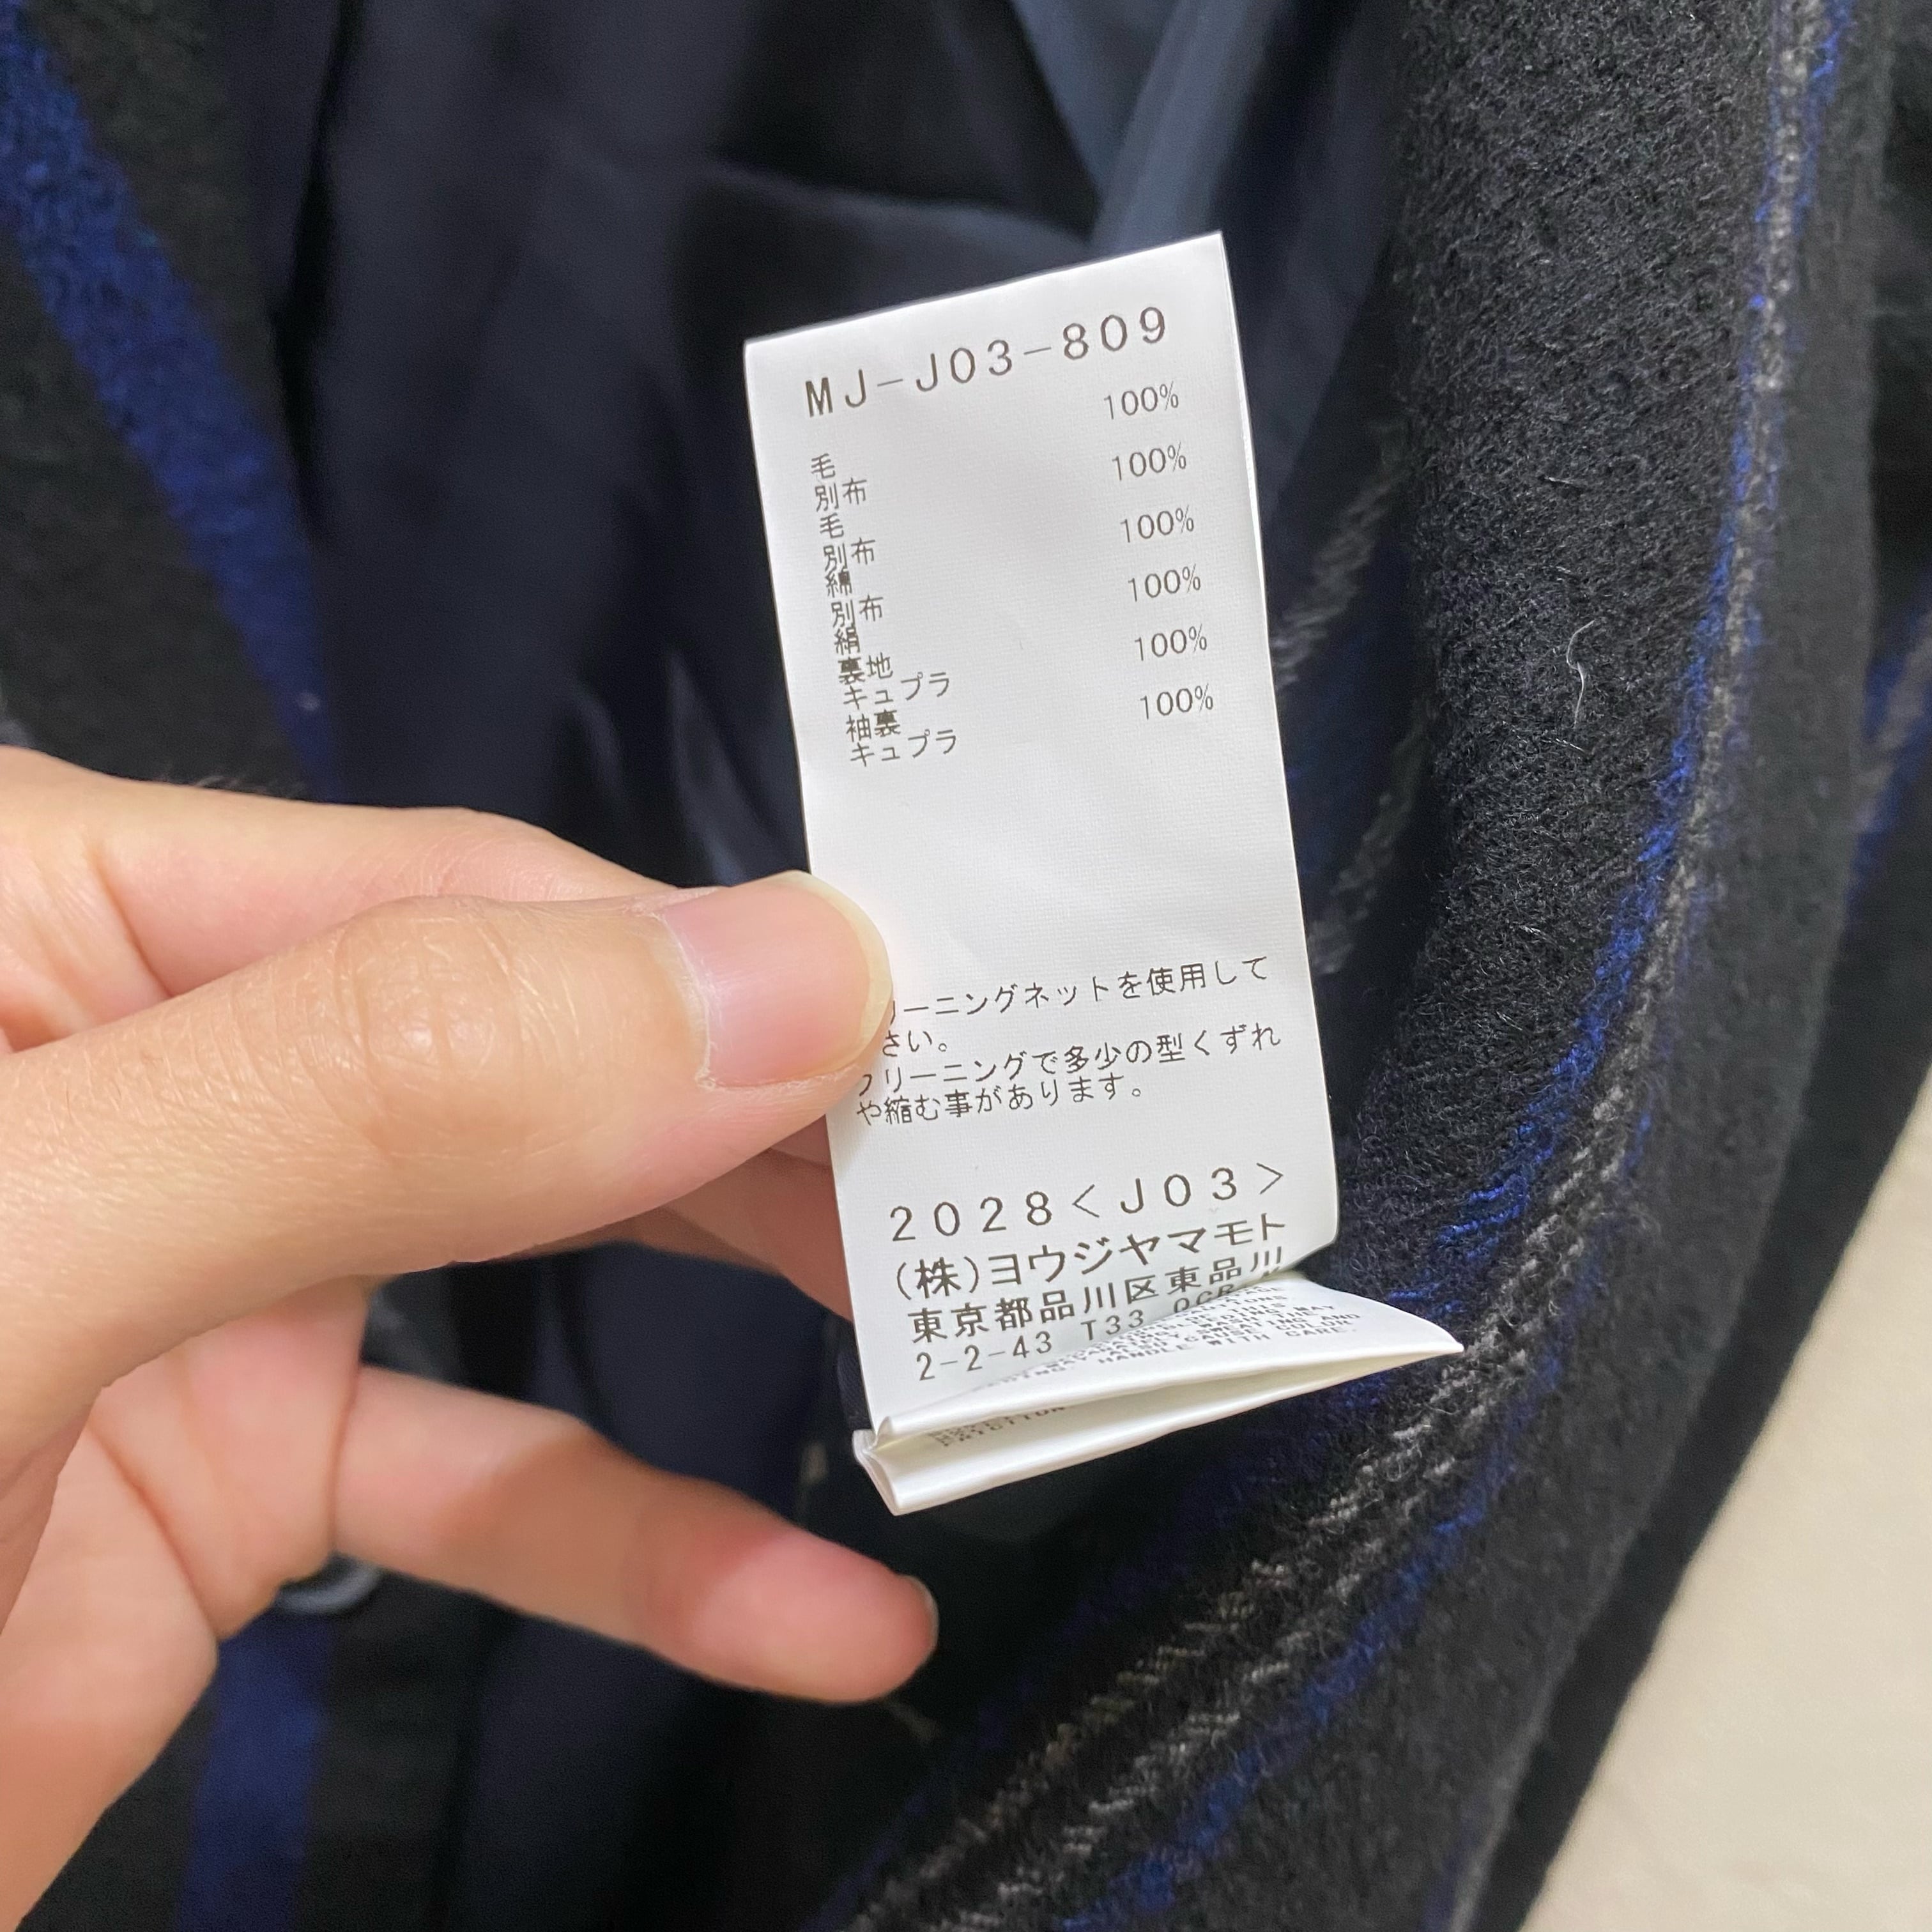 MJ-J03-809
毛 100%
別布
毛 100%
別布
綿 100%
別布
絹 100%
裏地
キュプラ 100%
袖裏
キュプラ 100%
リーニングネットを使用して
さい。
クリーニングで多少の型くずれ
や縮む事があります。
2028<J03>
(株)ヨウジヤマモト
東京都品川区東品川
2-2-43 T33
HANDLE WITH CARE.